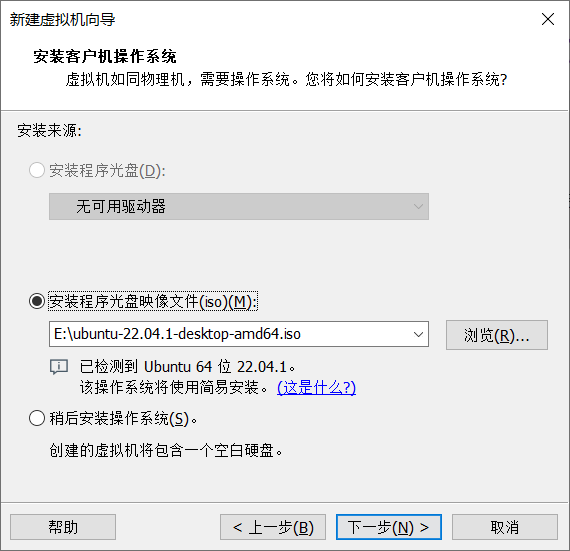 新建虚拟机向导
安装客户机操作系统
虚拟机如同物理机，需要操作系统。您将如何安装客户机操作系统?
安装来源:
安装程序光盘(D):
无可用驱动器
安装程序光盘映像文件(iso)(M):
E:\ubuntu-22.04.1-desktop-amd64.iso
浏览(R)...
已检测到 Ubuntu 64 位 22.04.1。
该操作系统将使用简易安装。(这是什么?)
稍后安装操作系统(S)。
创建的虚拟机将包含一个空白硬盘。
帮助
< 上一步(B)
下一步(N) >
取消